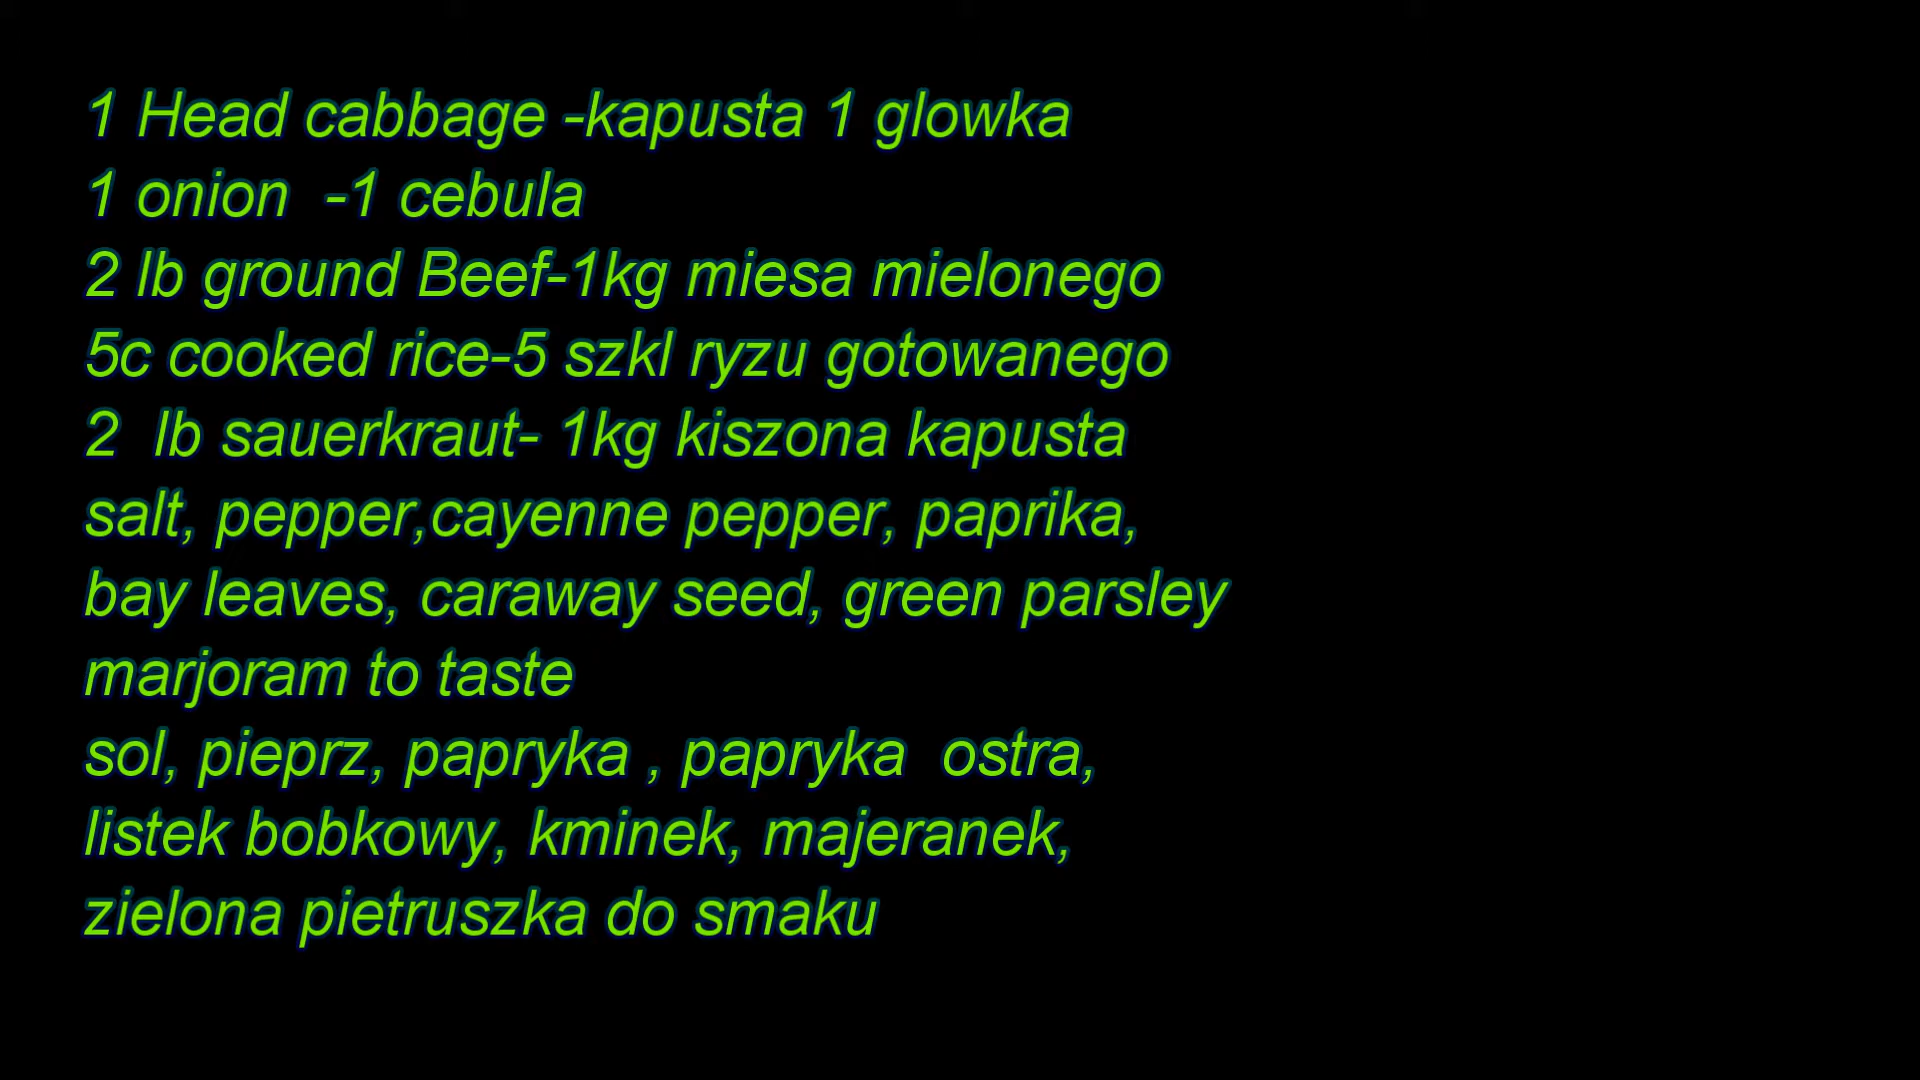 1 Head cabbage -kapusta 1 glowka
1 onion  -1 cebula
2 lb ground Beef-1kg miesa mielonego
5c cooked rice-5 szkl ryzu gotowanego
2  lb sauerkraut- 1kg kiszona kapusta
salt, pepper,cayenne pepper, paprika,
bay leaves, caraway seed, green parsley
marjoram to taste
sol, pieprz, papryka , papryka  ostra,
listek bobkowy, kminek, majeranek,
zielona pietruszka do smaku